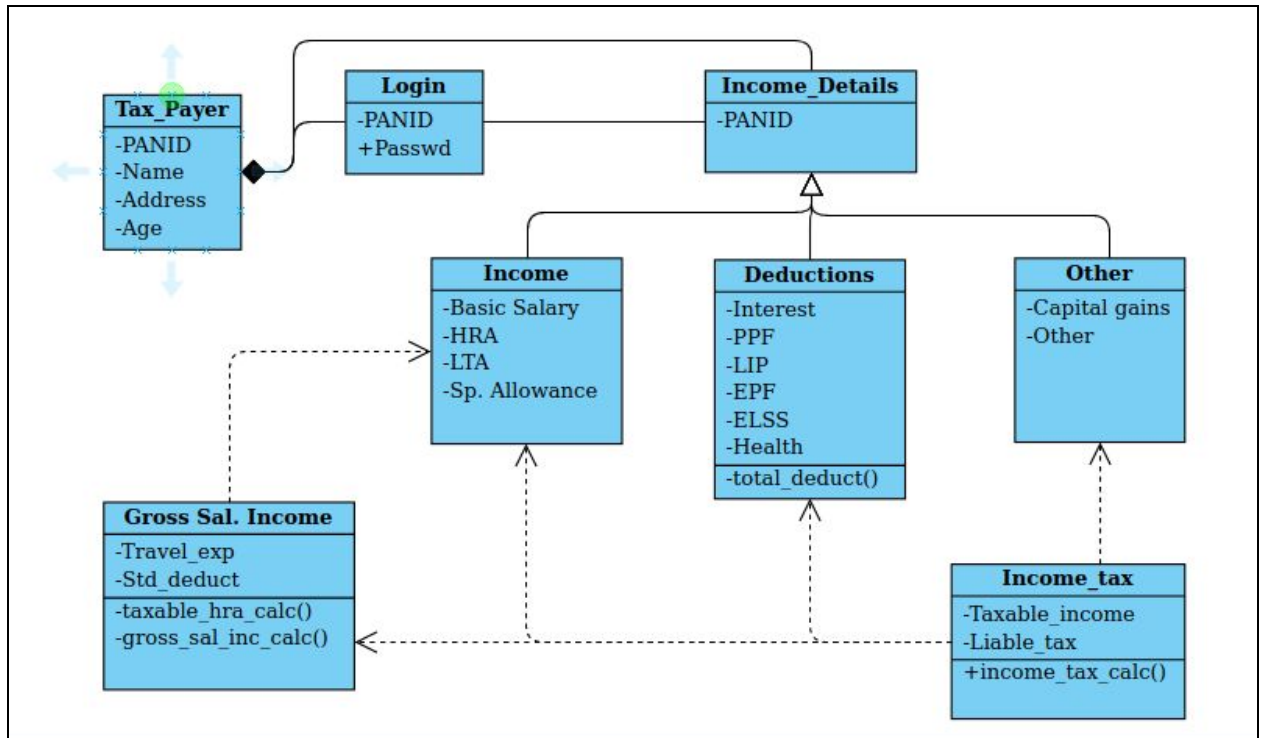 Tax_Payer
-PANID
-Name
-Address
-Age
Login
-PANID
+Passwd
Income_Details
-PANID
Income
-Basic Salary
-HRA
-LTA
-Sp. Allowance
Deductions
-Interest
-PPF
-LIP
-EPF
-ELSS
-Health
-total_deduct()
Other
-Capital gains
-Other
Gross Sal. Income
-Travel_exp
-Std_deduct
-taxable_hra_calc()
-gross_sal_inc_calc()
Income_tax
-Taxable_income
-Liable_tax
+income_tax_calc()